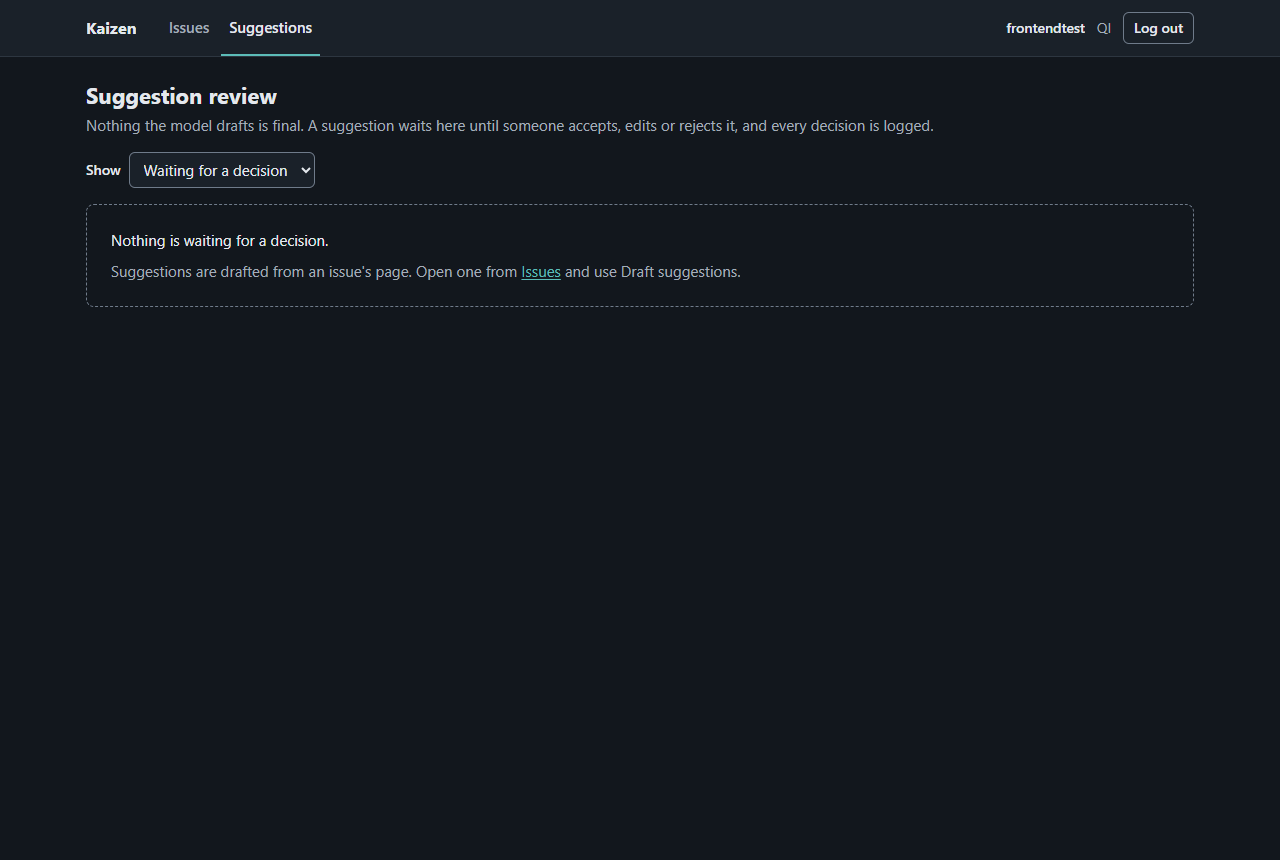 Kaizen Issues Suggestions frontendtest QI Log out
Suggestion review
Nothing the model drafts is final. A suggestion waits here until someone accepts, edits or rejects it, and every decision is logged.
Show Waiting for a decision
Nothing is waiting for a decision.
Suggestions are drafted from an issue's page. Open one from Issues and use Draft suggestions.